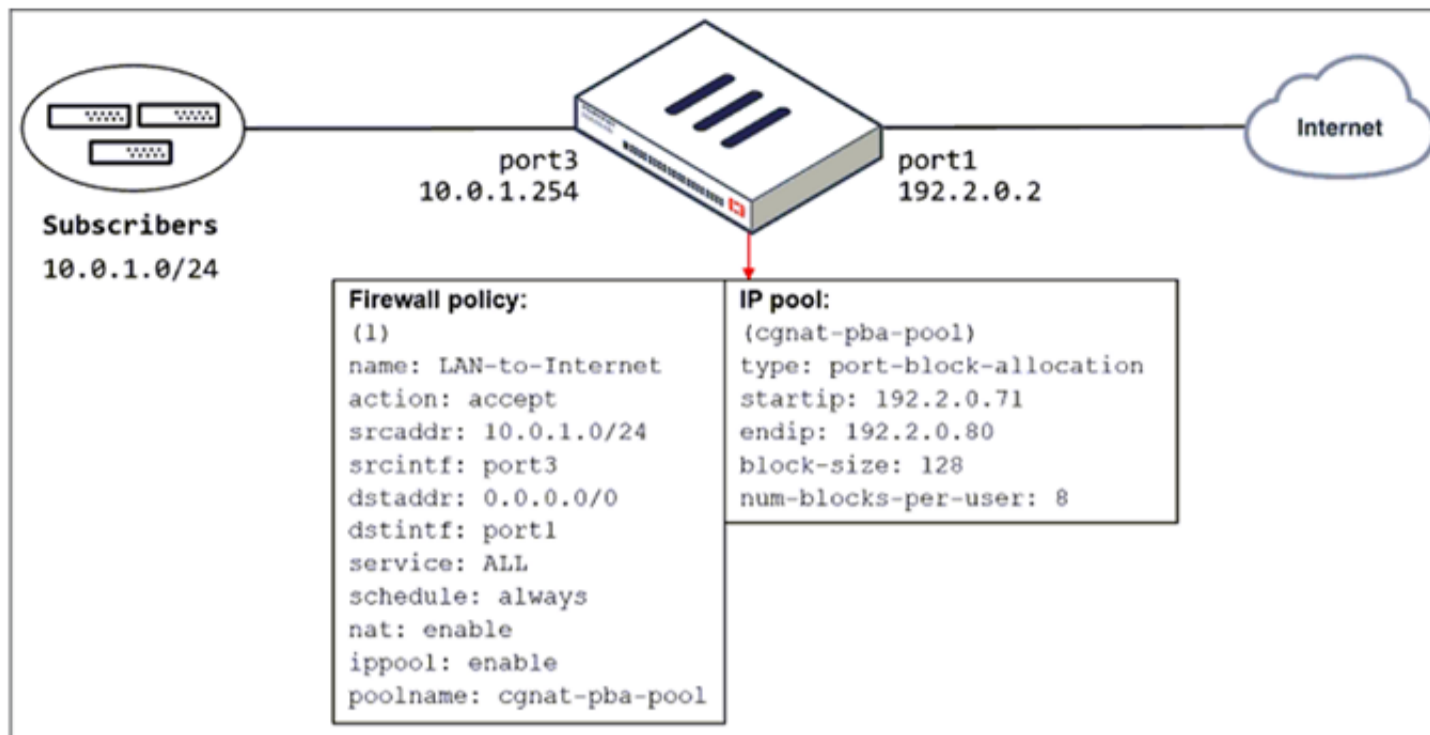 port3
10.0.1.254
port1
192.2.0.2
Internet
Subscribers
10.0.1.0/24
Firewall policy:
(1)
name: LAN-to-Internet
action: accept
srcaddr: 10.0.1.0/24
srcintf: port3
dstaddr: 0.0.0.0/0
dstintf: port1
service: ALL
schedule: always
nat: enable
ippool: enable
poolname: cgnat-pba-pool
IP pool:
(cgnat-pba-pool)
type: port-block-allocation
startip: 192.2.0.71
endip: 192.2.0.80
block-size: 128
num-blocks-per-user: 8